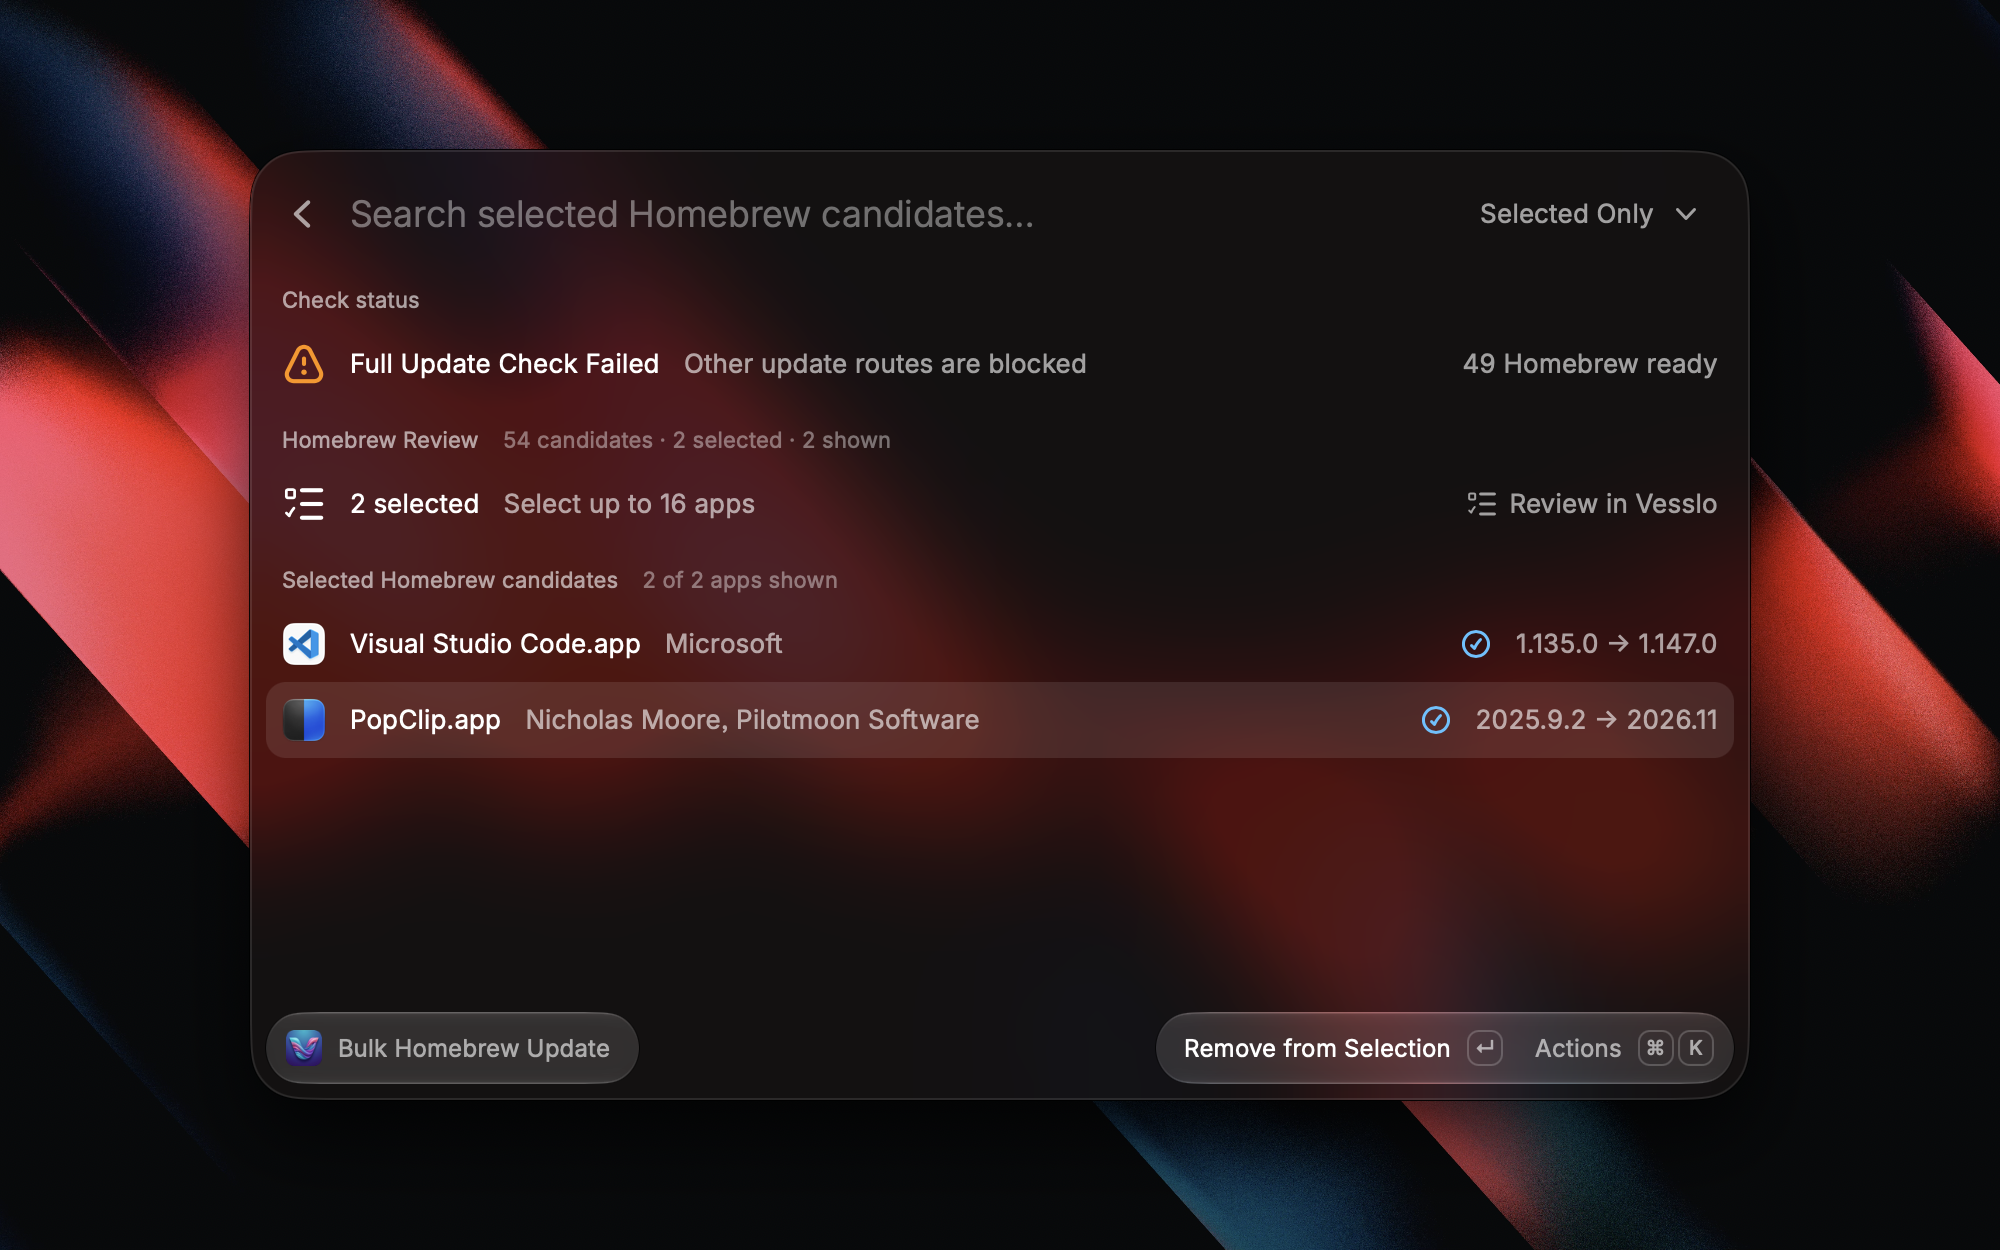 Search selected Homebrew candidates...
Selected Only
Check status
Full Update Check Failed Other update routes are blocked 49 Homebrew ready
Homebrew Review 54 candidates · 2 selected · 2 shown
2 selected Select up to 16 apps Review in Vesslo
Selected Homebrew candidates 2 of 2 apps shown
Visual Studio Code.app Microsoft 1.135.0 → 1.147.0
PopClip.app Nicholas Moore, Pilotmoon Software 2025.9.2 → 2026.11
Bulk Homebrew Update
Remove from Selection ↵ Actions ⌘ K